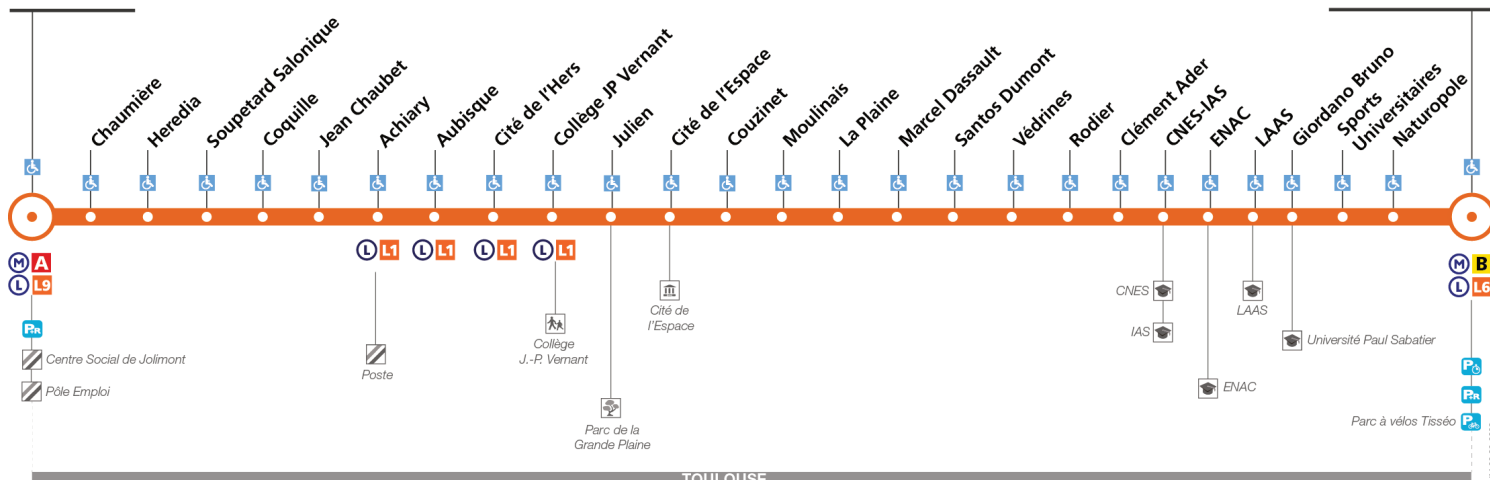 Chaumière
Heredia
Soupetard Salonique
Coquille
Jean Chaubet
Achiary
Aubisque
Cité de l'Hers
Collège JP Vernant
Julien
Cité de l'Espace
Couzinet
Moulinais
La Plaine
Marcel Dassault
Santos Dumont
Védrines
Rodier
Clément Ader
CNES-IAS
ENAC
LAAS
Giordano Bruno
Sports
Universitaires
Naturopole
M A
L L9
P+R
Centre Social de Jolimont
Pôle Emploi
L L1
L L1
L L1
L L1
Poste
Collège
J.-P. Vernant
Parc de la
Grande Plaine
Cité de
l'Espace
CNES
IAS
ENAC
LAAS
Université Paul Sabatier
M B
L L6
P
P+R
Parc à vélos Tisséo P
TOULOUSE